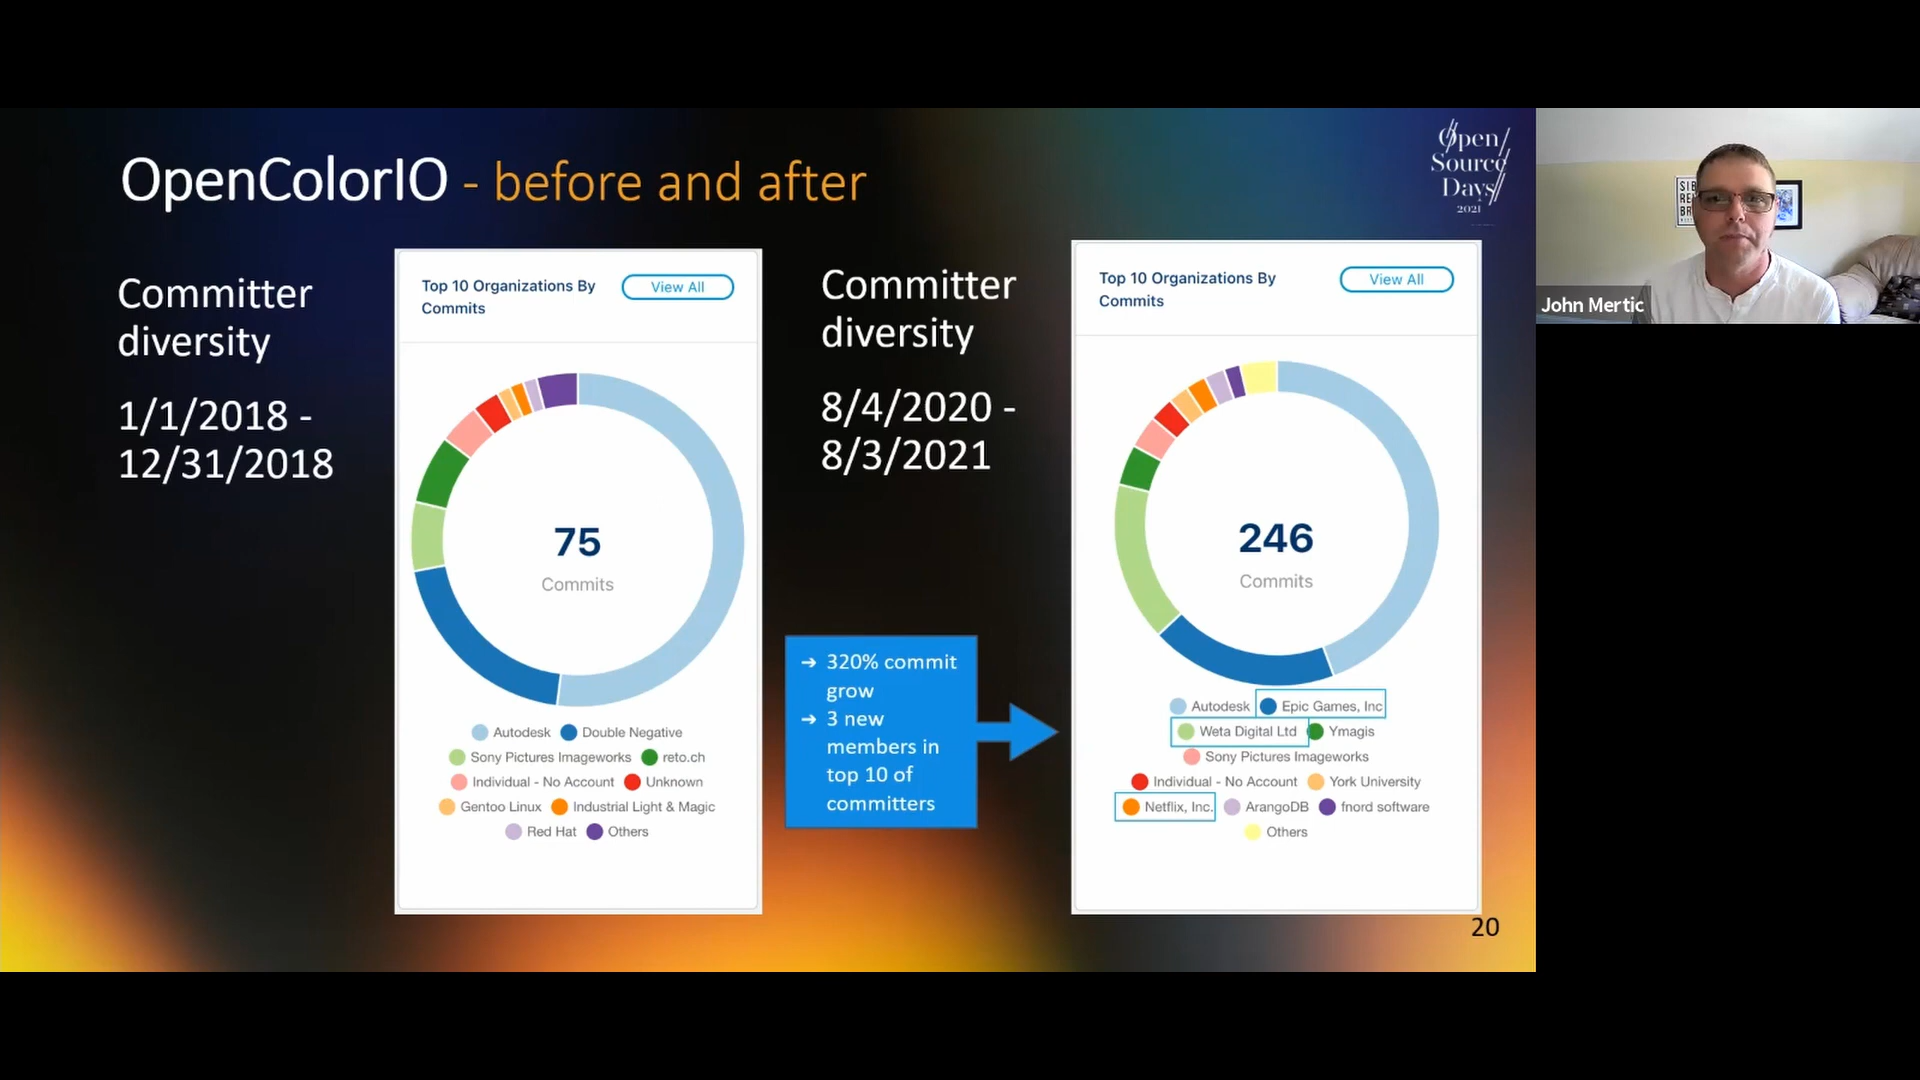 OpenColorIO - before and after
Open
Source
Days
2021
Committer
diversity
1/1/2018 -
12/31/2018
Top 10 Organizations By
Commits
View All
75
Commits
Autodesk Double Negative
Sony Pictures Imageworks reto.ch
Individual - No Account Unknown
Gentoo Linux Industrial Light & Magic
Red Hat Others
Committer
diversity
8/4/2020 -
8/3/2021
➔ 320% commit
grow
➔ 3 new
members in
top 10 of
committers
Top 10 Organizations By
Commits
View All
246
Commits
Autodesk Epic Games, Inc
Weta Digital Ltd Ymagis
Sony Pictures Imageworks
Individual - No Account York University
Netflix, Inc. ArangoDB fnord software
Others
20
SIB
RE
BR
John Mertic